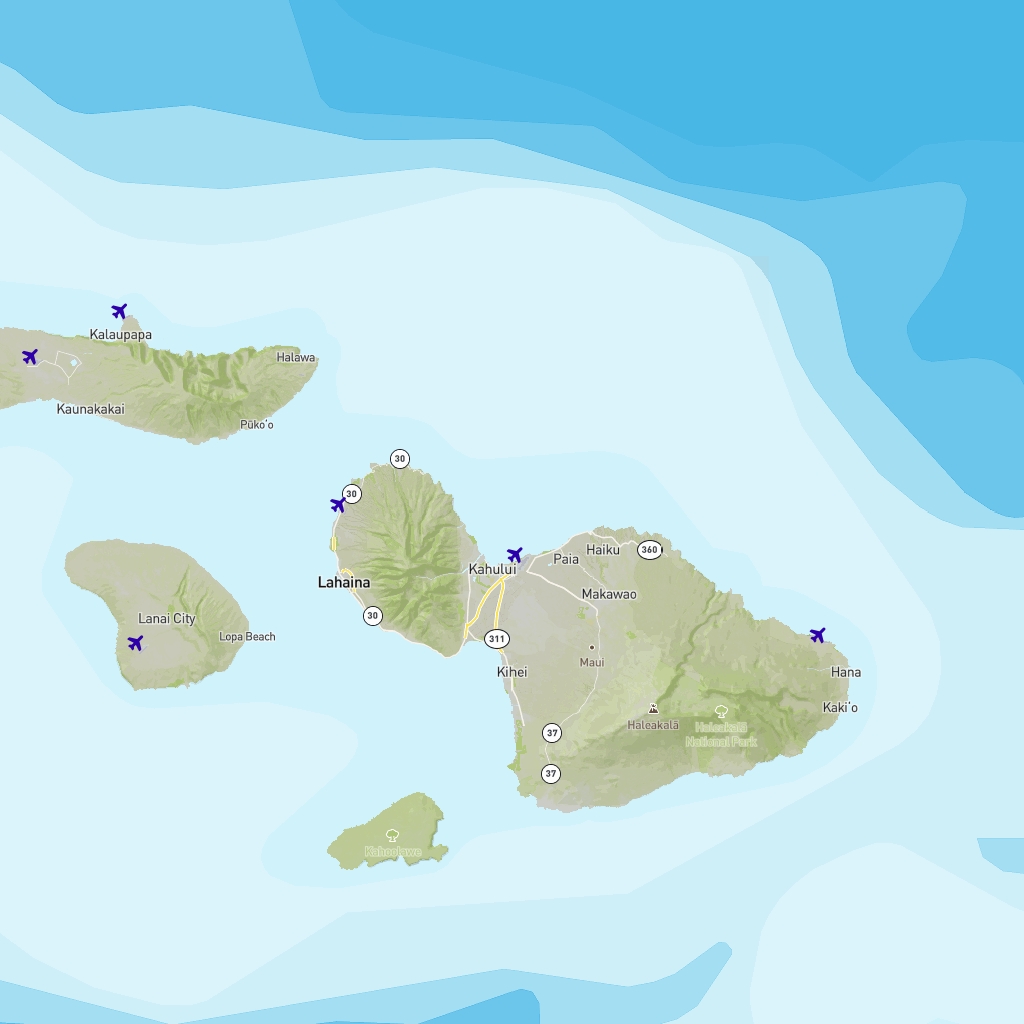 Kalaupapa
Halawa
Kaunakakai
Pūko‘o
30
30
Kahului
Paia
Haiku
360
Lahaina
Makawao
30
Lanai City
Lopa Beach
311
Maui
Kihei
Hana
Kaki‘o
Haleakalā
Haleakalā
National Park
37
37
Kahoolawe